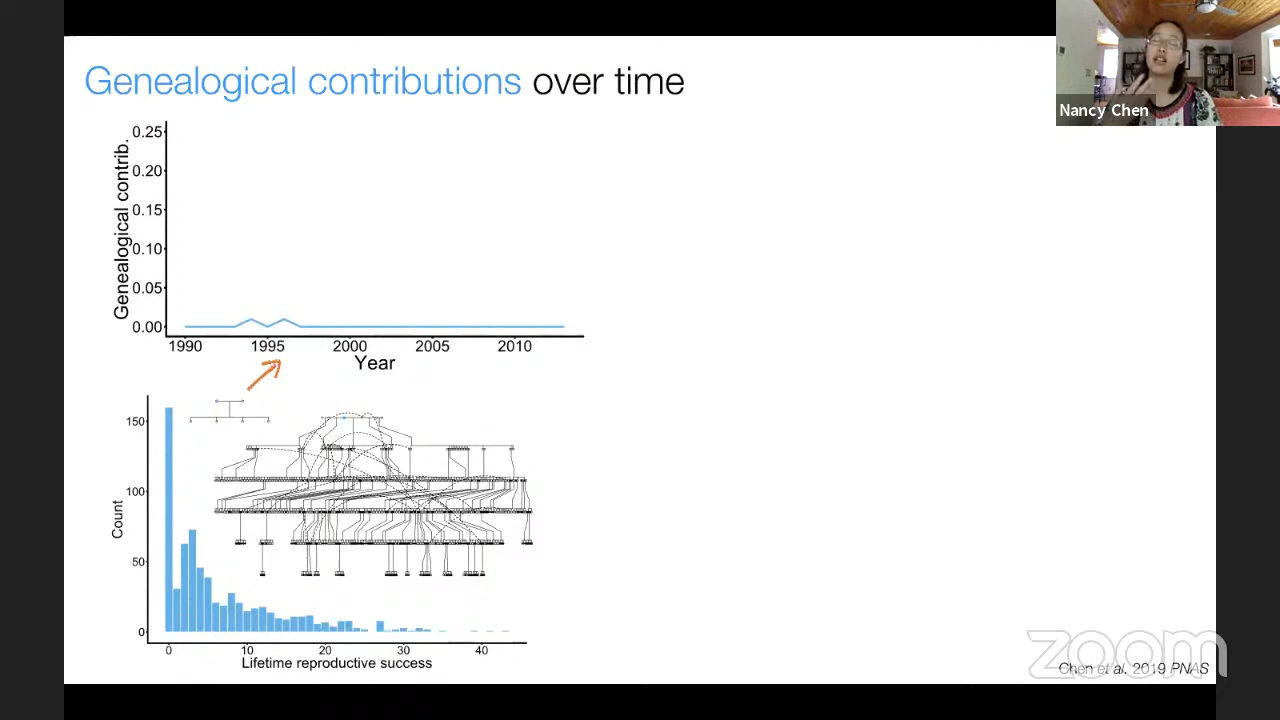 Genealogical contributions over time
Nancy Chen
Genealogical contrib.
0.25
0.20
0.15
0.10
0.05
0.00
1990 1995 2000 2005 2010
Year
Count
150
100
50
0
0 10 20 30 40
Lifetime reproductive success
zoom
Chen et al. 2019 PNAS